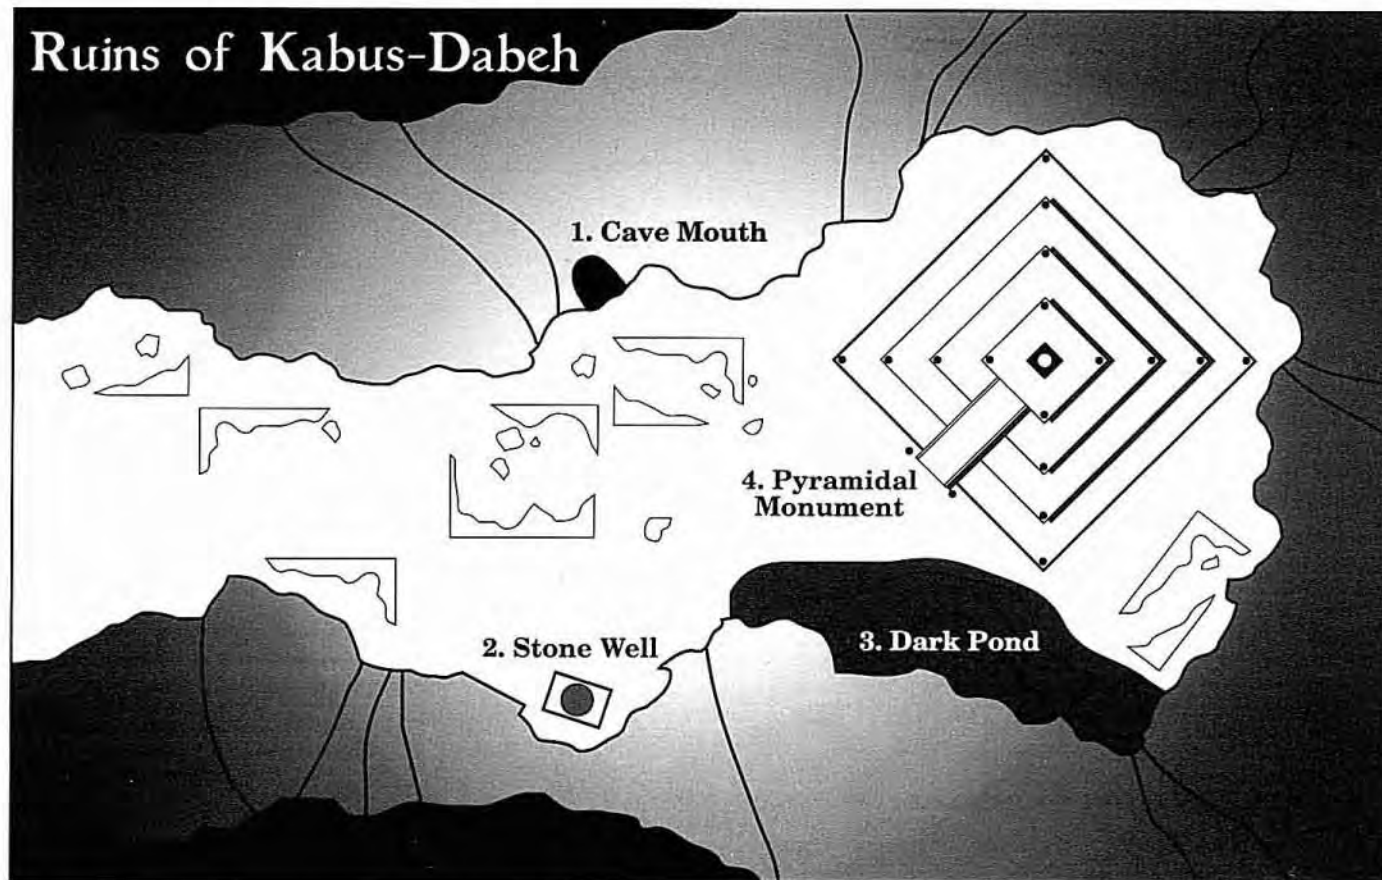 Ruins of Kabus-Dabeh
1. Cave Mouth
4. Pyramidal
Monument
2. Stone Well
3. Dark Pond